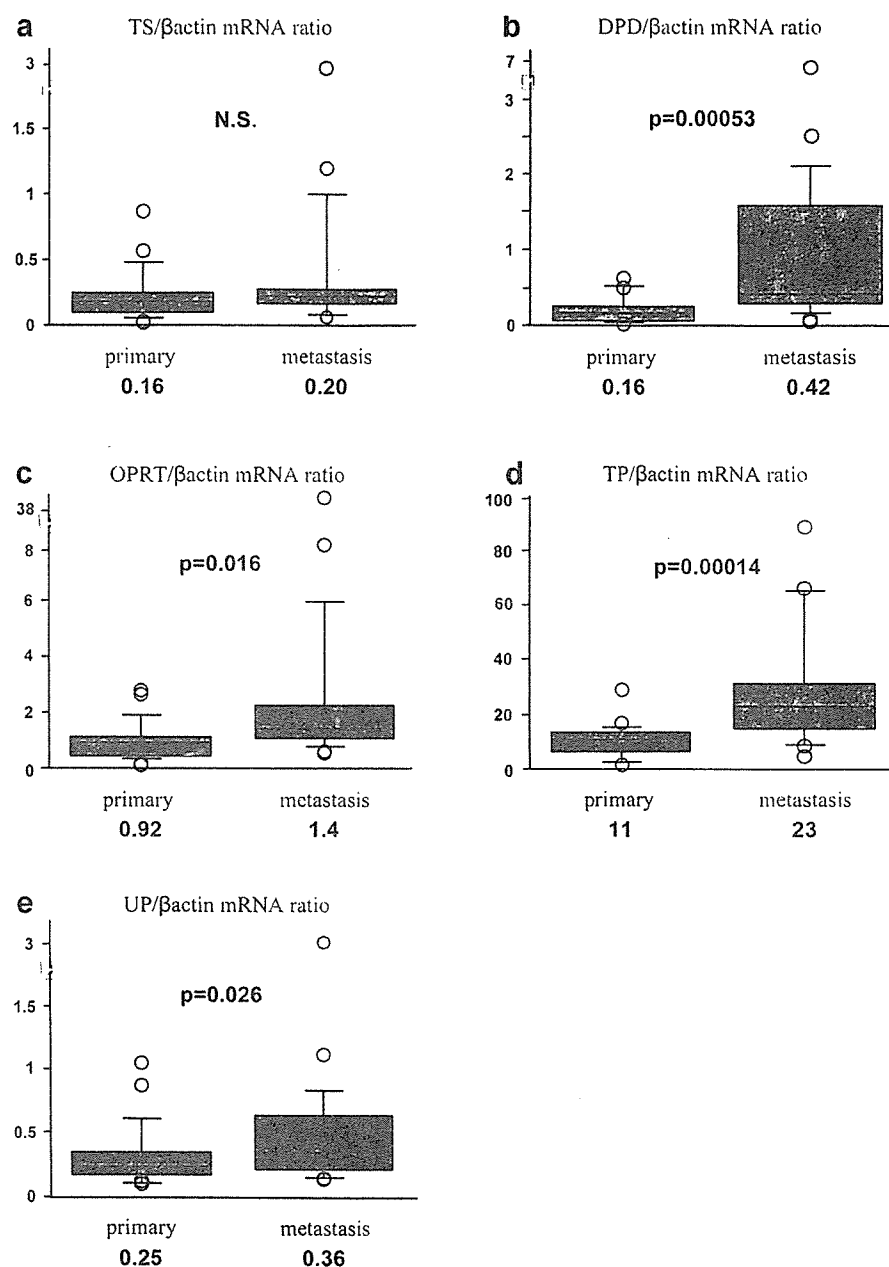 a
TS/βactin mRNA ratio
3
1.5
1
0.5
0
N.S.
primary
metastasis
0.16
0.20
b
DPD/βactin mRNA ratio
7
3
2
1
0
p=0.00053
primary
metastasis
0.16
0.42
c
OPRT/βactin mRNA ratio
38
8
6
4
2
0
p=0.016
primary
metastasis
0.92
1.4
d
TP/βactin mRNA ratio
100
80
60
40
20
0
p=0.00014
primary
metastasis
11
23
e
UP/βactin mRNA ratio
3
1.5
1
0.5
0
p=0.026
primary
metastasis
0.25
0.36